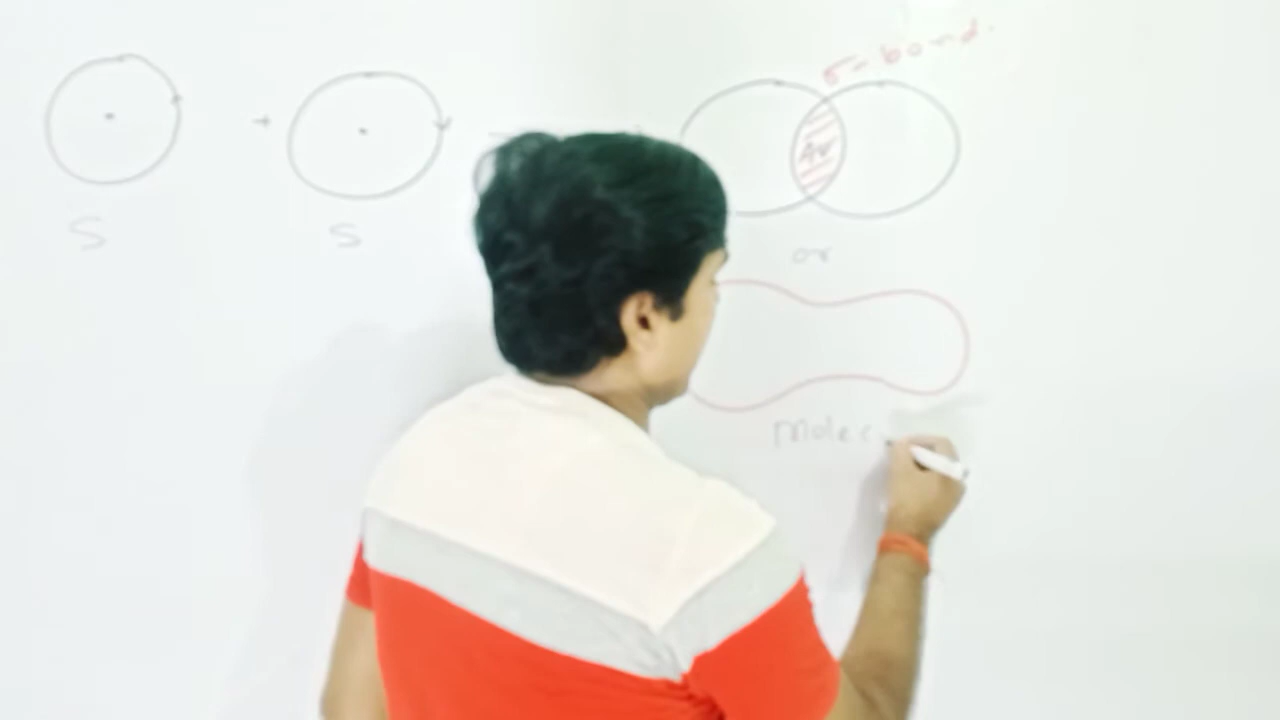 σ- bond.
+
Av
S
S
or
Molec